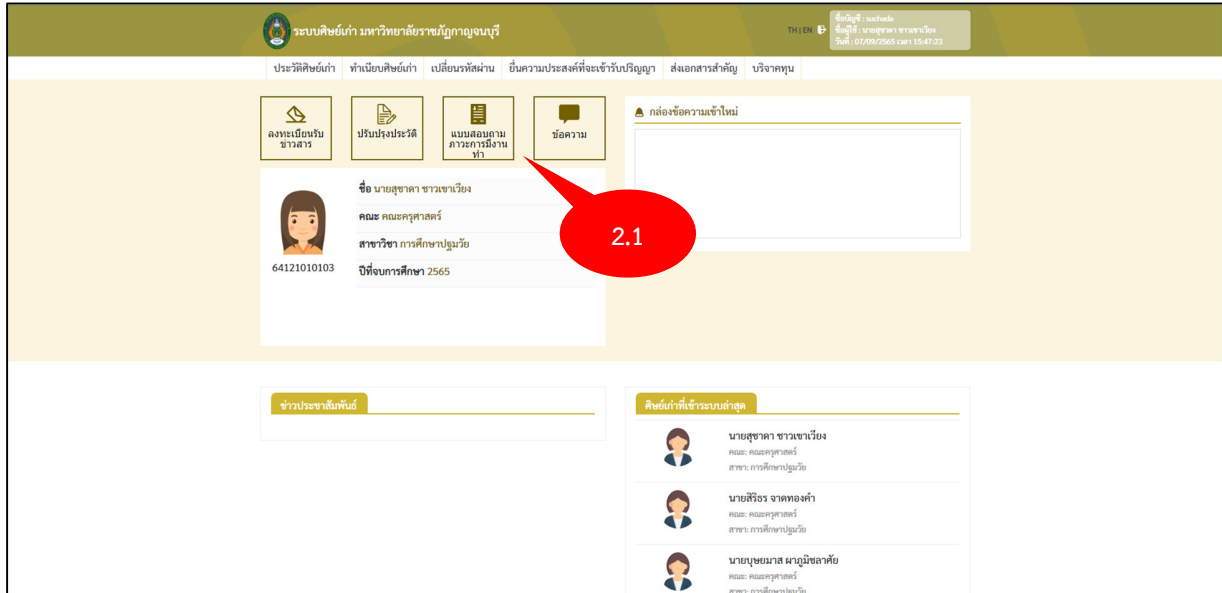 ระบบศิษย์เก่า มหาวิทยาลัยราชภัฏกาญจนบุรี
TH | EN
ชื่อบัญชี : suchada
ชื่อผู้ใช้ : นายสุชาดา ชาวเขาเวียง
วันที่ : 07/09/2565 เวลา 15:47:23
ประวัติศิษย์เก่า ทำเนียบศิษย์เก่า เปลี่ยนรหัสผ่าน ยื่นความประสงค์ที่จะเข้ารับปริญญา ส่งเอกสารสำคัญ บริจาคทุน
ลงทะเบียนรับ
ข่าวสาร
ปรับปรุงประวัติ
แบบสอบถาม
ภาวะการมีงาน
ทำ
ข้อความ
กล่องข้อความเข้าใหม่
2.1
64121010103
ชื่อ นายสุชาดา ชาวเขาเวียง
คณะ คณะครุศาสตร์
สาขาวิชา การศึกษาปฐมวัย
ปีที่จบการศึกษา 2565
ข่าวประชาสัมพันธ์
ศิษย์เก่าที่เข้าระบบล่าสุด
นายสุชาดา ชาวเขาเวียง
คณะ: คณะครุศาสตร์
สาขา: การศึกษาปฐมวัย
นายสิริธร จาดทองคำ
คณะ: คณะครุศาสตร์
สาขา: การศึกษาปฐมวัย
นายบุษยมาส ผาภูมิชลาศัย
คณะ: คณะครุศาสตร์
สาขา: การศึกษาปฐมวัย